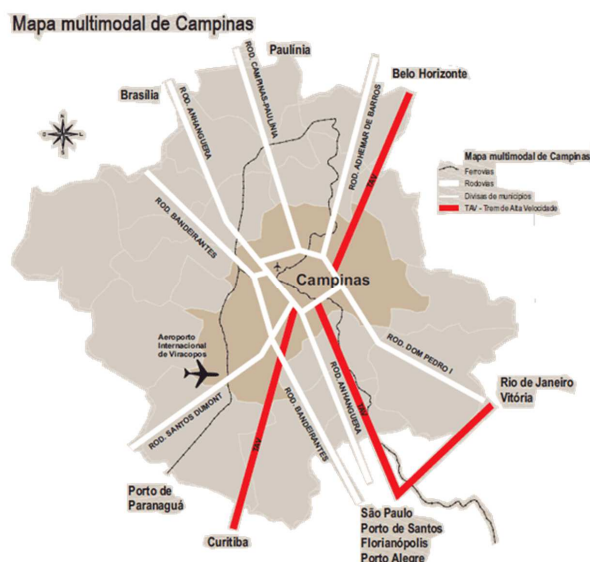 Mapa multimodal de Campinas
Paulínia
Belo Horizonte
Brasília
ROD. ANHANGUERA
ROD. CAMPINAS-PAULÍNIA
ROD. ADHEMAR DE BARROS
TAV
Mapa multimodal de Campinas
Ferrovias
Rodovias
Divisas de municípios
TAV - Trem de Alta Velocidade
ROD. BANDEIRANTES
Campinas
Aeroporto
Internacional
de Viracopos
ROD. DOM PEDRO I
ROD. SANTOS DUMONT
TAV
ROD. BANDEIRANTES
ROD. ANHANGUERA
TAV
Rio de Janeiro
Vitória
Porto de
Paranaguá
Curitiba
São Paulo
Porto de Santos
Florianópolis
Porto Alegre